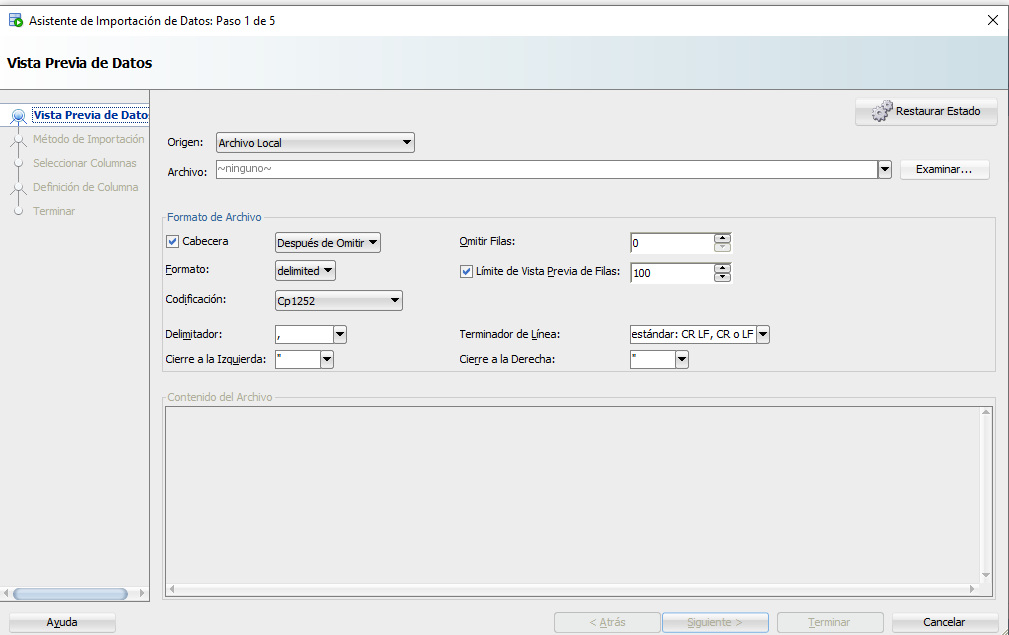 Asistente de Importación de Datos: Paso 1 de 5
Vista Previa de Datos
Vista Previa de Dato
Método de Importación
Seleccionar Columnas
Definición de Columna
Terminar
Restaurar Estado
Origen: Archivo Local
Archivo: ~ninguno~ Examinar...
Formato de Archivo
Cabecera Después de Omitir Omitir Filas: 0
Formato: delimited Límite de Vista Previa de Filas: 100
Codificación: Cp1252
Delimitador: , Terminador de Línea: estándar: CR LF, CR o LF
Cierre a la Izquierda: " Cierre a la Derecha: "
Contenido del Archivo
Ayuda < Atrás Siguiente > Terminar Cancelar